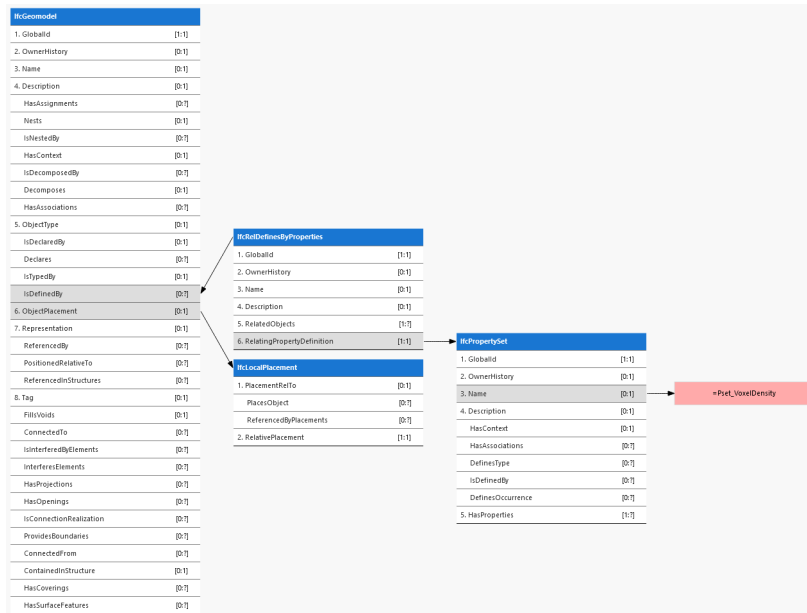 IfcGeomodel
1. GlobalId [1:1]
2. OwnerHistory [0:1]
3. Name [0:1]
4. Description [0:1]
HasAssignments [0:?]
Nests [0:1]
IsNestedBy [0:?]
HasContext [0:1]
IsDecomposedBy [0:?]
Decomposes [0:1]
HasAssociations [0:?]
5. ObjectType [0:1]
IsDeclaredBy [0:1]
Declares [0:?]
IsTypedBy [0:1]
IsDefinedBy [0:?]
6. ObjectPlacement [0:1]
7. Representation [0:1]
ReferencedBy [0:?]
PositionedRelativeTo [0:?]
ReferencedInStructures [0:?]
8. Tag [0:1]
FillsVoids [0:1]
ConnectedTo [0:?]
IsInterferedByElements [0:?]
InterferesElements [0:?]
HasProjections [0:?]
HasOpenings [0:?]
IsConnectionRealization [0:?]
ProvidesBoundaries [0:?]
ConnectedFrom [0:?]
ContainedInStructure [0:1]
HasCoverings [0:?]
HasSurfaceFeatures [0:?]
IfcRelDefinesByProperties
1. GlobalId [1:1]
2. OwnerHistory [0:1]
3. Name [0:1]
4. Description [0:1]
5. RelatedObjects [1:?]
6. RelatingPropertyDefinition [1:1]
IfcLocalPlacement
1. PlacementRelTo [0:1]
PlacesObject [0:?]
ReferencedByPlacements [0:?]
2. RelativePlacement [1:1]
IfcPropertySet
1. GlobalId [1:1]
2. OwnerHistory [0:1]
3. Name [0:1]
4. Description [0:1]
HasContext [0:1]
HasAssociations [0:?]
DefinesType [0:?]
IsDefinedBy [0:?]
DefinesOccurrence [0:?]
5. HasProperties [1:?]
=Pset_VoxelDensity